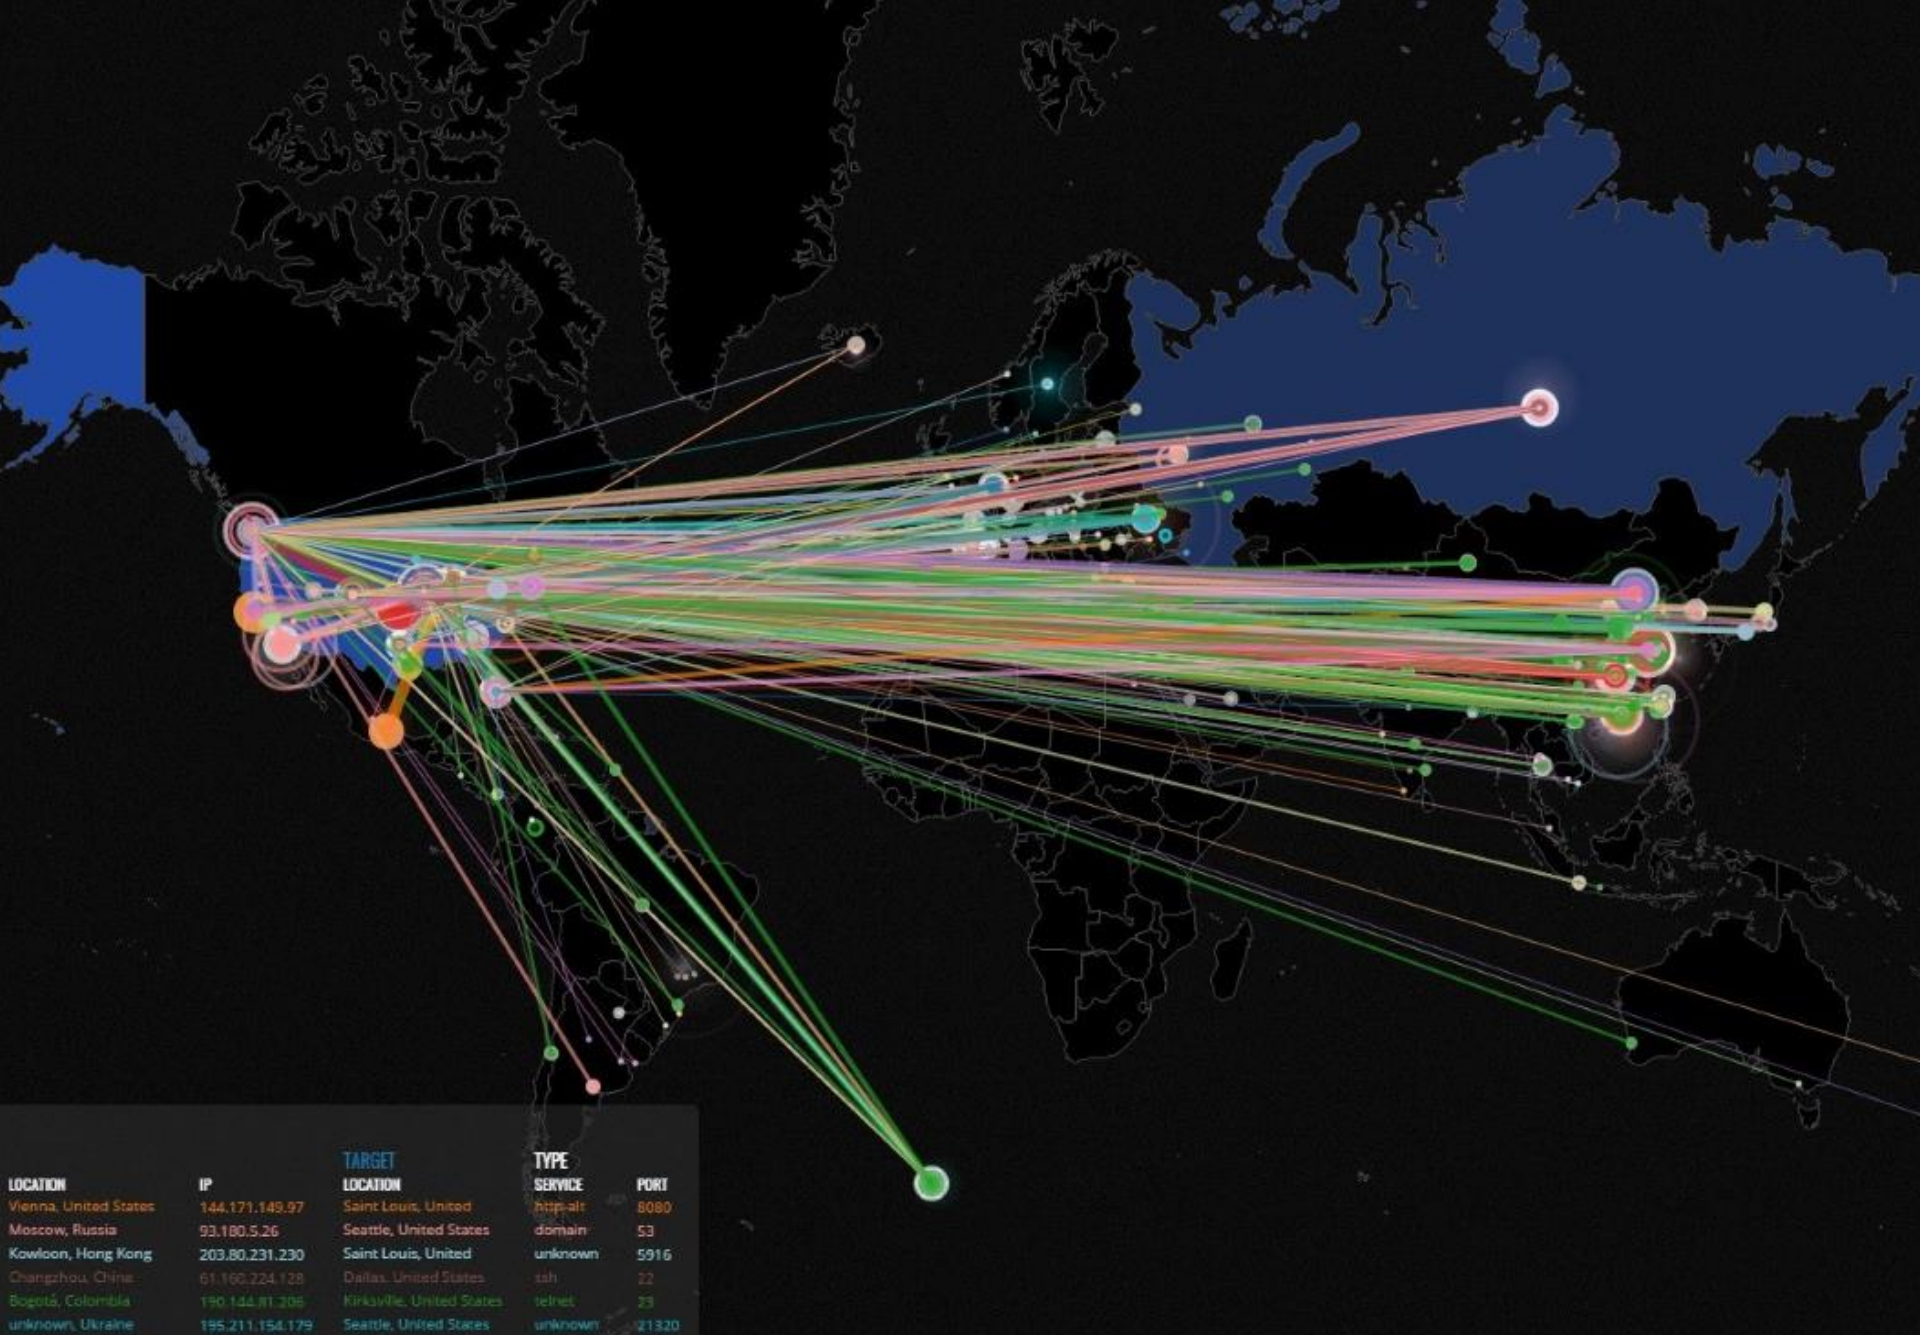 TARGET TYPE
LOCATION IP LOCATION SERVICE PORT
Vienna, United States 144.171.149.97 Saint Louis, United http-alt 8080
Moscow, Russia 93.180.5.26 Seattle, United States domain 53
Kowloon, Hong Kong 203.80.231.230 Saint Louis, United unknown 5916
Changzhou, China 61.160.224.128 Dallas, United States ssh 22
Bogotá, Colombia 190.144.81.206 Kirksville, United States telnet 23
unknown, Ukraine 195.211.154.179 Seattle, United States unknown 21320